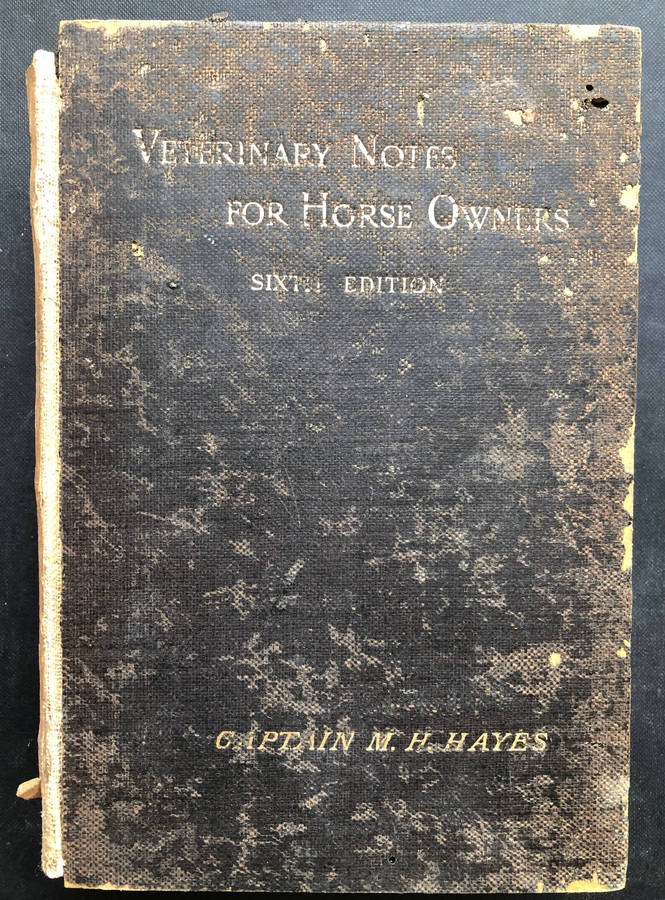 VETERINARY NOTES
FOR HORSE OWNERS
SIXTH EDITION
CAPTAIN M. H. HAYES